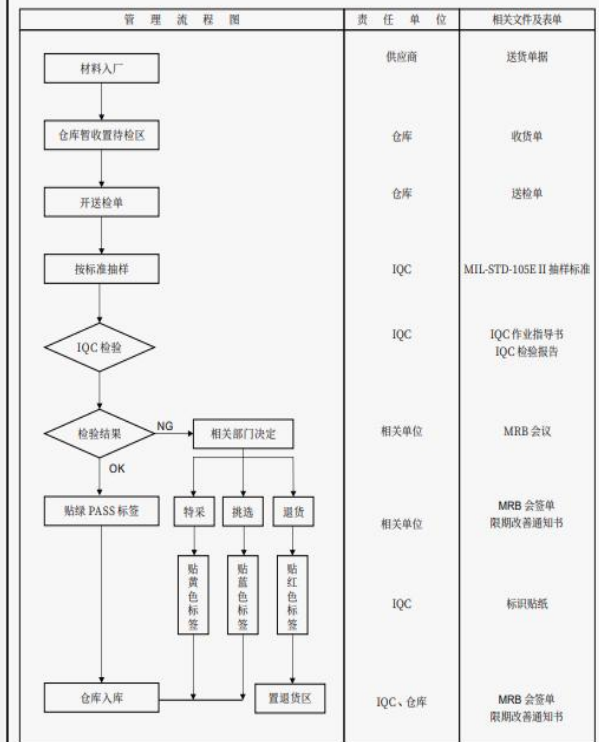 管 理 流 程 图
责 任 单 位
相关文件及表单
材料入厂
供应商
送货单据
仓库暂收置待检区
仓库
收货单
开送检单
仓库
送检单
按标准抽样
IQC
MIL-STD-105E II 抽样标准
IQC 检验
IQC
IQC 作业指导书
IQC 检验报告
检验结果
NG
相关部门决定
相关单位
MRB 会议
OK
贴绿 PASS 标签
特采
挑选
退货
相关单位
MRB 会签单
限期改善通知书
贴黄色标签
贴蓝色标签
贴红色标签
IQC
标识贴纸
仓库入库
置退货区
IQC、仓库
MRB 会签单
限期改善通知书